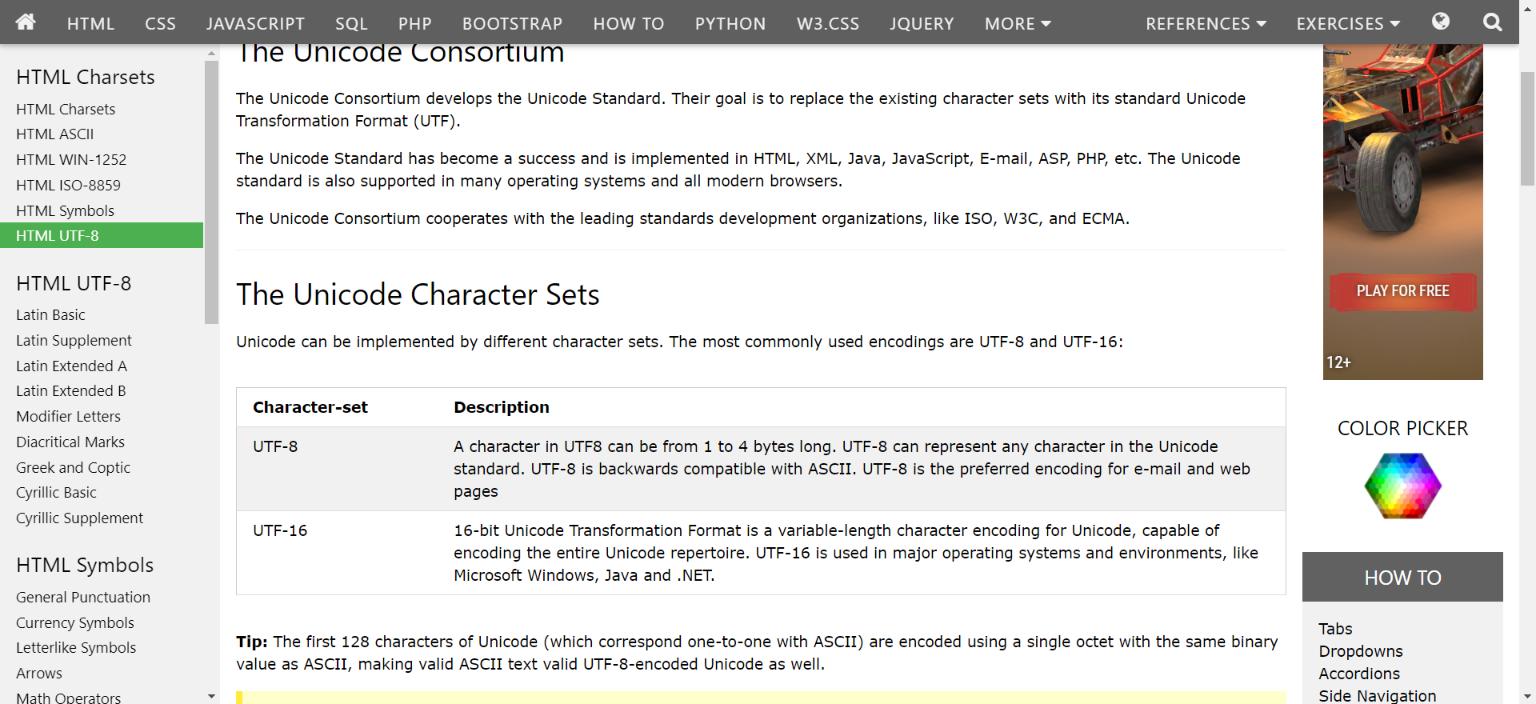 HTML CSS JAVASCRIPT SQL PHP BOOTSTRAP HOW TO PYTHON W3.CSS JQUERY MORE REFERENCES EXERCISES
HTML Charsets
HTML Charsets
HTML ASCII
HTML WIN-1252
HTML ISO-8859
HTML Symbols
HTML UTF-8
HTML UTF-8
Latin Basic
Latin Supplement
Latin Extended A
Latin Extended B
Modifier Letters
Diacritical Marks
Greek and Coptic
Cyrillic Basic
Cyrillic Supplement
HTML Symbols
General Punctuation
Currency Symbols
Letterlike Symbols
Arrows
Math Operators
The Unicode Consortium
The Unicode Consortium develops the Unicode Standard. Their goal is to replace the existing character sets with its standard Unicode
Transformation Format (UTF).
The Unicode Standard has become a success and is implemented in HTML, XML, Java, JavaScript, E-mail, ASP, PHP, etc. The Unicode
standard is also supported in many operating systems and all modern browsers.
The Unicode Consortium cooperates with the leading standards development organizations, like ISO, W3C, and ECMA.
The Unicode Character Sets
Unicode can be implemented by different character sets. The most commonly used encodings are UTF-8 and UTF-16:
Character-set Description
UTF-8 A character in UTF8 can be from 1 to 4 bytes long. UTF-8 can represent any character in the Unicode
standard. UTF-8 is backwards compatible with ASCII. UTF-8 is the preferred encoding for e-mail and web
pages
UTF-16 16-bit Unicode Transformation Format is a variable-length character encoding for Unicode, capable of
encoding the entire Unicode repertoire. UTF-16 is used in major operating systems and environments, like
Microsoft Windows, Java and .NET.
Tip: The first 128 characters of Unicode (which correspond one-to-one with ASCII) are encoded using a single octet with the same binary
value as ASCII, making valid ASCII text valid UTF-8-encoded Unicode as well.
PLAY FOR FREE
12+
COLOR PICKER
HOW TO
Tabs
Dropdowns
Accordions
Side Navigation